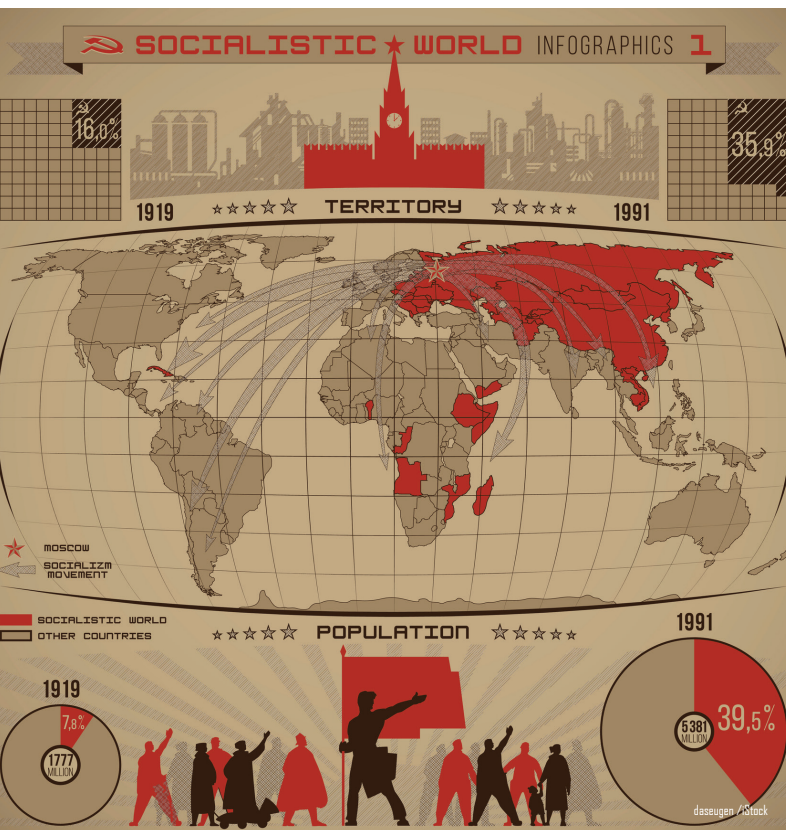 SOCIALISTIC ★ WORLD INFOGRAPHICS 1
16,0%
35,9%
1919 TERRITORY 1991
MOSCOW
SOCIALIZM
MOVEMENT
SOCIALISTIC WORLD
OTHER COUNTRIES
POPULATION
1991
1919
7,8%
1777
MILLION
5381
MILLION
39,5%
daseugen /iStock